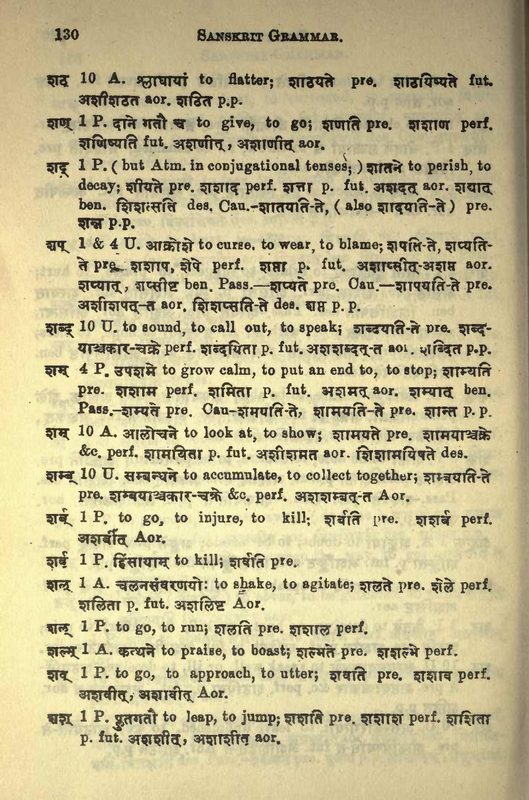 130 SANSKRIT GRAMMAR.
शठ् 10 A. श्लाघायां to flatter; शाठयते pre. शाठयिष्यते fut.
अशीशठत aor. शठित p.p.
शण् 1 P. दाने गतौ च to give, to go; शणति pre. शशाण perf.
शणिष्यति fut. अशणीत्, अशाणीत् aor.
शद् 1 P. ( but Atm. in conjugational tenses; ) शातने to perish, to
decay; शीयते pre. शशाद perf. शत्ता p. fut. अशदत् aor. शद्यात्
ben. शिशत्सति des. Cau.-शातयति-ते, ( also शादयति-ते ) pre.
शन्न p.p.
शप् 1 & 4 U. आक्रोशे to curse, to wear, to blame; शपति-ते, शप्यति-
ते pre. शशाप, शेपे perf. शप्ता p. fut. अशाप्सीत्-अशप्त aor.
शप्यात्, शप्सीष्ट ben. Pass.—शप्यते pre. Cau.—शापयति-ते pre.
अशीशपत्-त aor. शिशप्सति-ते des. शप्त p. p.
शब्द् 10 U. to sound, to call out, to speak; शब्दयति-ते pre. शब्द-
याञ्चकार-चक्रे perf. शब्दयिता p. fut. अशशब्दत्-त aor. शब्दित p.p.
शम् 4 P. उपशमे to grow calm, to put an end to, to stop; शाम्यति
pre. शशाम perf. शमिता p. fut. अशमत् aor. शम्यात् ben.
Pass.-शम्यते pre. Cau-शमयति-ते, शामयति-ते pre. शान्त p. p.
शम् 10 A. आलोचने to look at, to show; शामयते pre. शामयाञ्चक्रे
&c. perf. शामयिता p. fut. अशीशमत aor. शिशामयिषते des.
शम्ब् 10 U. सम्बन्धने to accumulate, to collect together; शम्बयति-ते
pre. शम्बयाञ्चकार-चक्रे &c. perf. अशशम्बत्-त Aor.
शर्ब् 1 P. to go, to injure, to kill; शर्बति pre. शशर्ब perf.
अशर्बीत् Aor.
शर्व् 1 P. हिंसायाम् to kill; शर्वति pre.
शल् 1 A. चलनसंवरणयोः to shake, to agitate; शलते pre. शेले perf.
शलिता p. fut. अशलिष्ट Aor.
शल् 1 P. to go, to run; शलति pre. शशाल perf.
शल्भ् 1 A. कत्थने to praise, to boast; शल्भते pre. शशल्भे perf.
शव् 1 P. to go, to approach, to utter; शवति pre. शशाव perf.
अशवीत्, अशावीत् Aor.
शश् 1 P. प्लुतगतौ to leap, to jump; शशति pre. शशाश perf. शशिता
p. fut. अशशीत्, अशाशीत् aor.